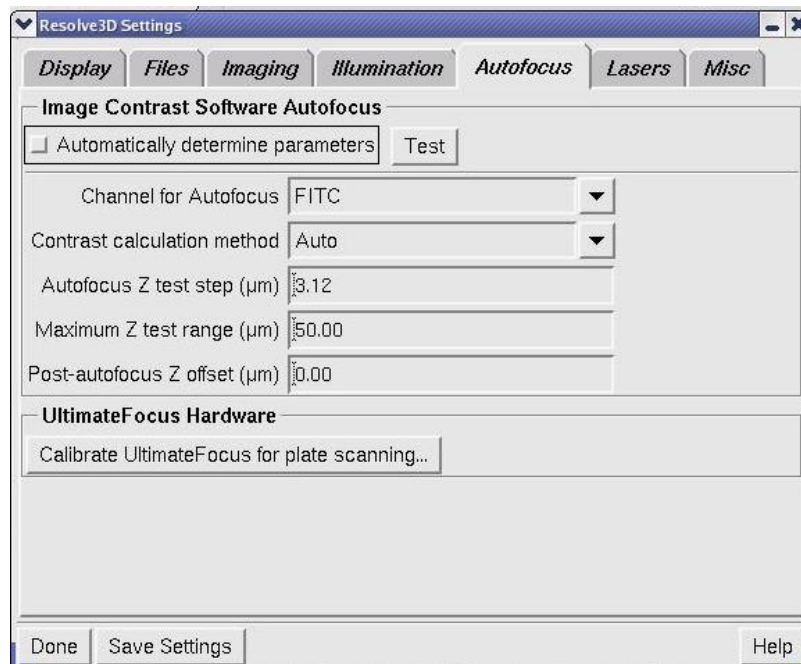 Resolve3D Settings
Display Files Imaging Illumination Autofocus Lasers Misc
Image Contrast Software Autofocus
Automatically determine parameters Test
Channel for Autofocus FITC
Contrast calculation method Auto
Autofocus Z test step (µm) 3.12
Maximum Z test range (µm) 50.00
Post-autofocus Z offset (µm) 0.00
UltimateFocus Hardware
Calibrate UltimateFocus for plate scanning...
Done Save Settings Help